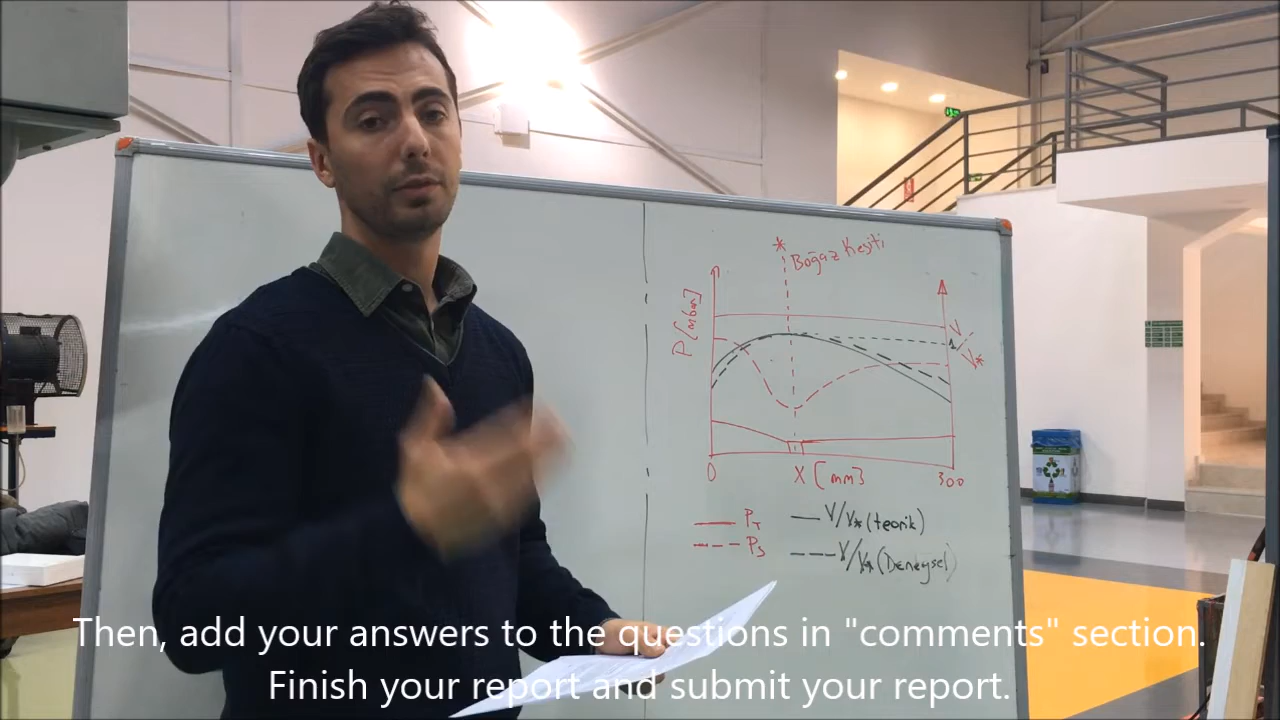 *
Boğaz Kesiti
P[mbar]
V/V*
1
0
X [mm]
300
P_T
V/V* (teorik)
P_S
V/V* (Deneysel)
Then, add your answers to the questions in "comments" section.
Finish your report and submit your report.